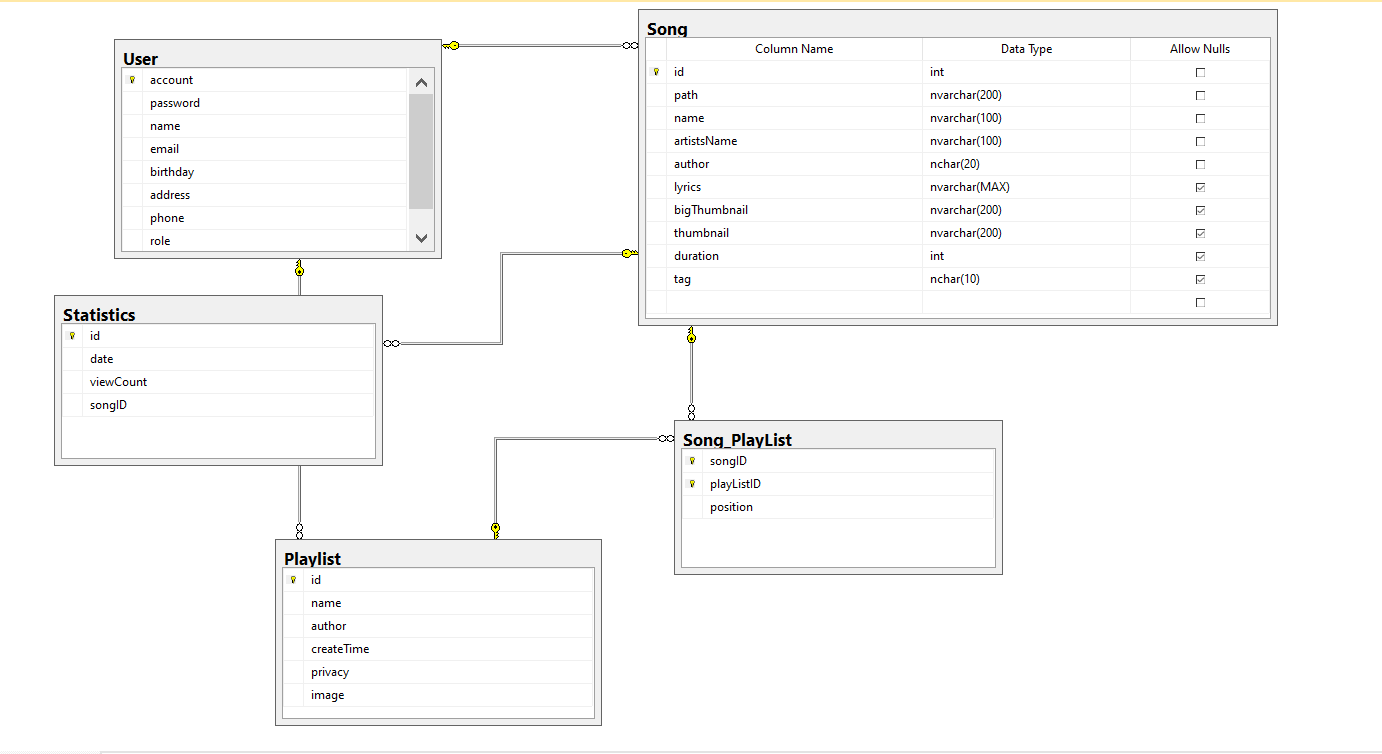 User
account
password
name
email
birthday
address
phone
role
Song
Column Name Data Type Allow Nulls
id int
path nvarchar(200)
name nvarchar(100)
artistsName nvarchar(100)
author nchar(20)
lyrics nvarchar(MAX)
bigThumbnail nvarchar(200)
thumbnail nvarchar(200)
duration int
tag nchar(10)
Statistics
id
date
viewCount
songID
Song_PlayList
songID
playListID
position
Playlist
id
name
author
createTime
privacy
image